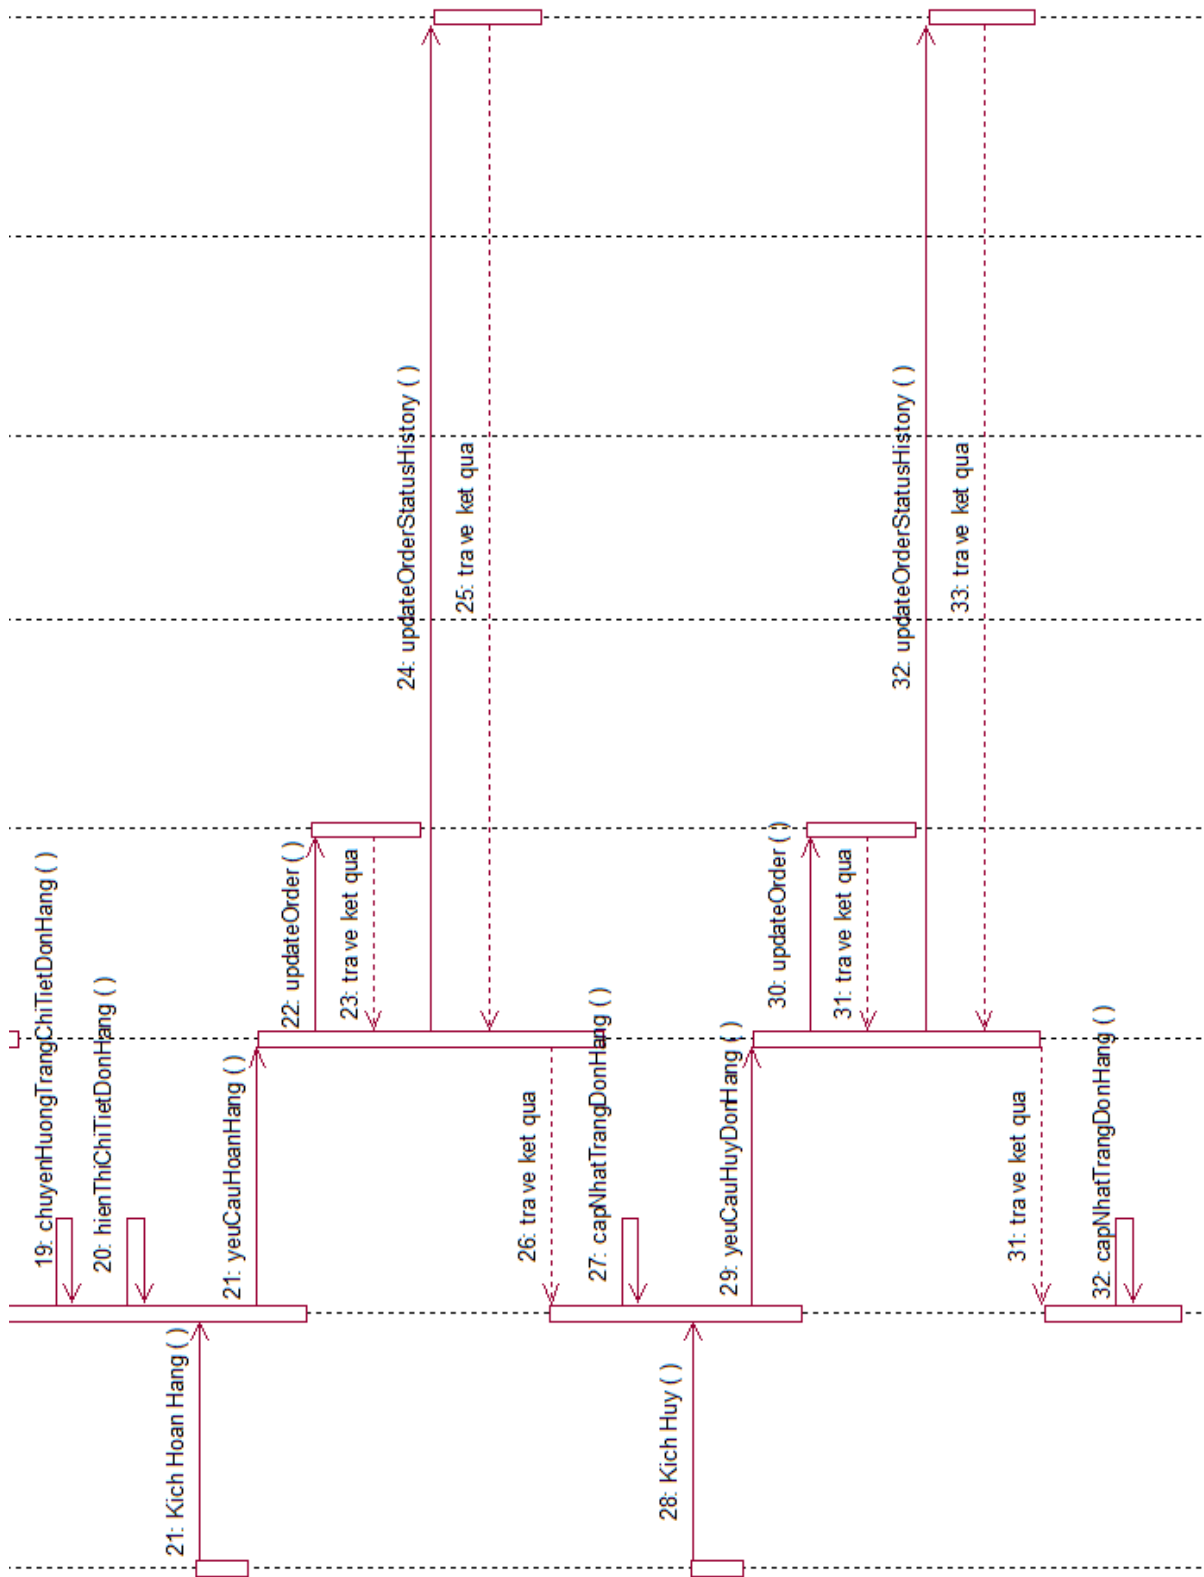 19: chuyenHuongTrangChiTietDonHang ( )
20: hienThiChiTietDonHang ( )
21: Kich Hoan Hang ( )
21: yeuCauHoanHang ( )
22: updateOrder ( )
23: tra ve ket qua
24: updateOrderStatusHistory ( )
25: tra ve ket qua
26: tra ve ket qua
27: capNhatTrangDonHang ( )
28: Kich Huy ( )
29: yeuCauHuyDonHang ( )
30: updateOrder ( )
31: tra ve ket qua
32: updateOrderStatusHistory ( )
33: tra ve ket qua
31: tra ve ket qua
32: capNhatTrangDonHang ( )